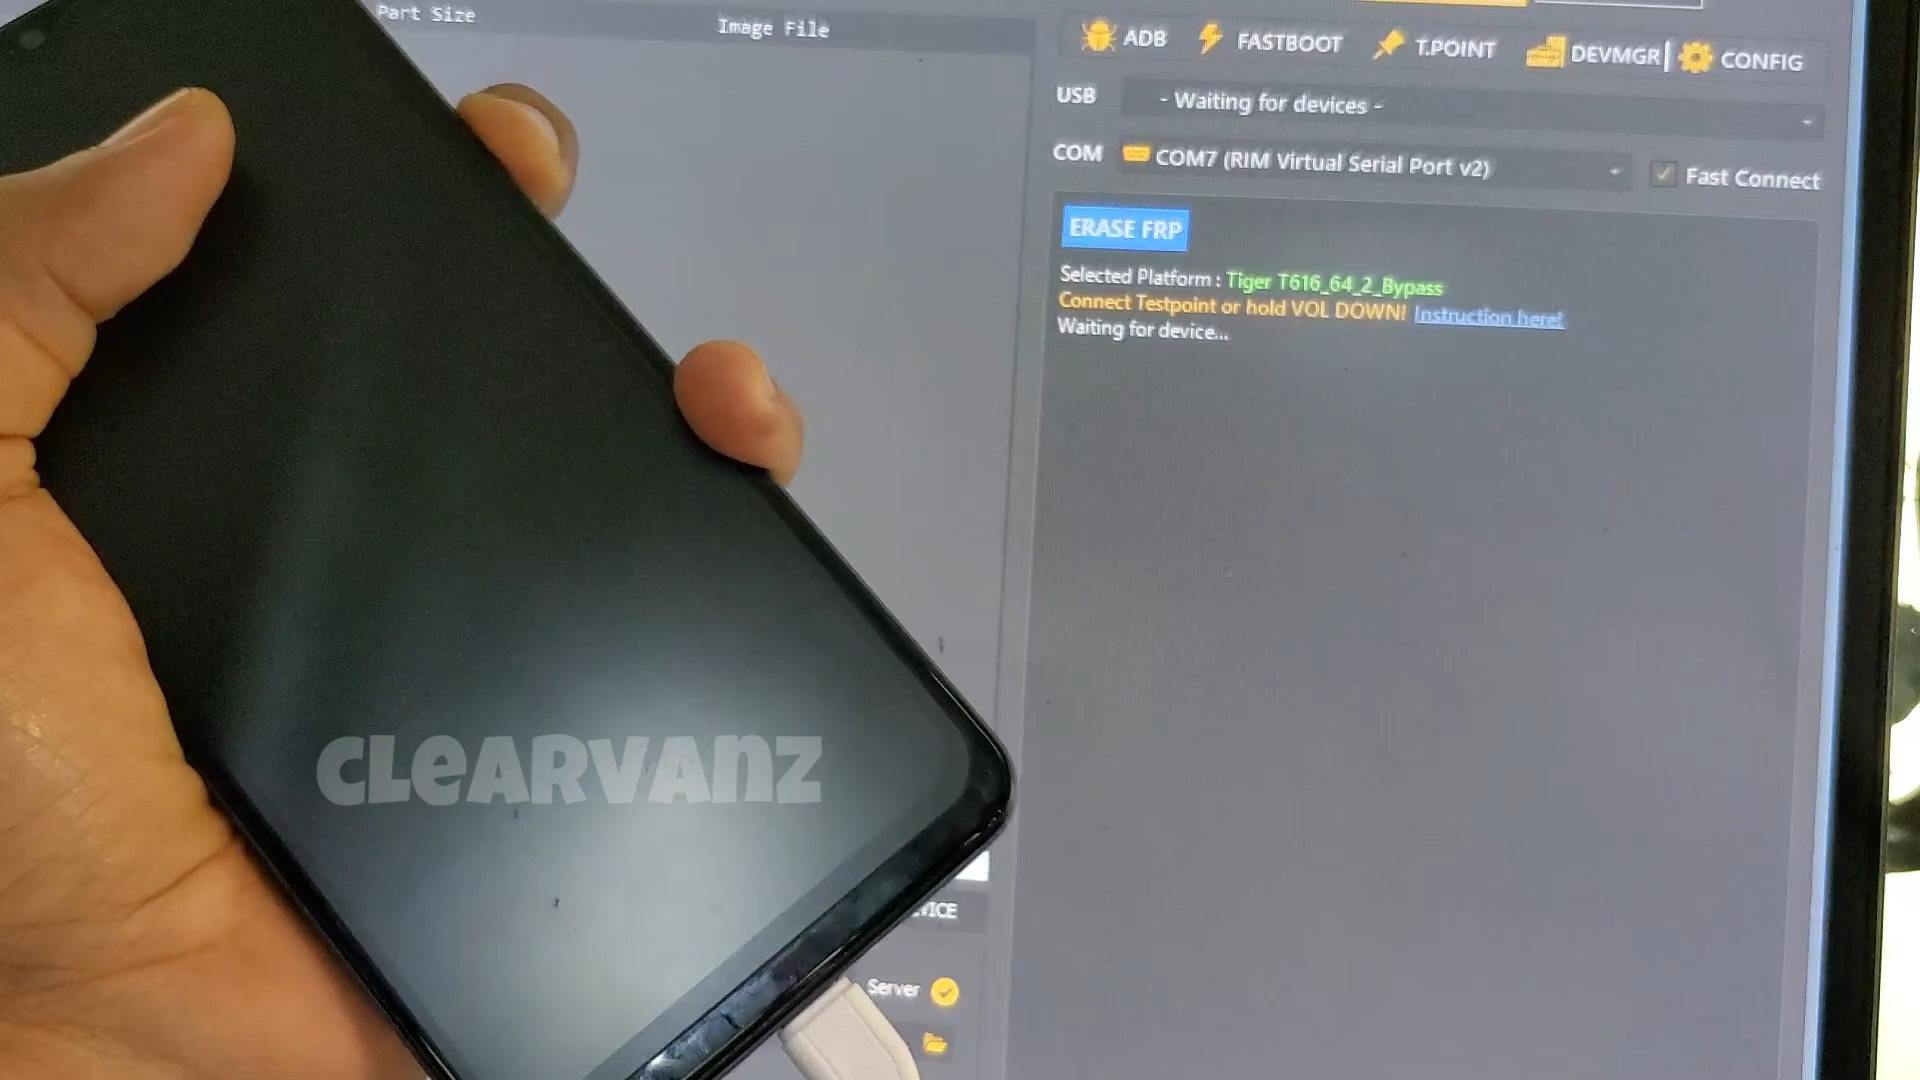 Part Size
Image File
ADB
FASTBOOT
T.POINT
DEVMGR
CONFIG
USB
- Waiting for devices -
COM
COM7 (RIM Virtual Serial Port v2)
Fast Connect
ERASE FRP
Selected Platform : Tiger T616_64_2_Bypass
Connect Testpoint or hold VOL DOWN! Instruction here!
Waiting for device...
CLEARVANZ
Server